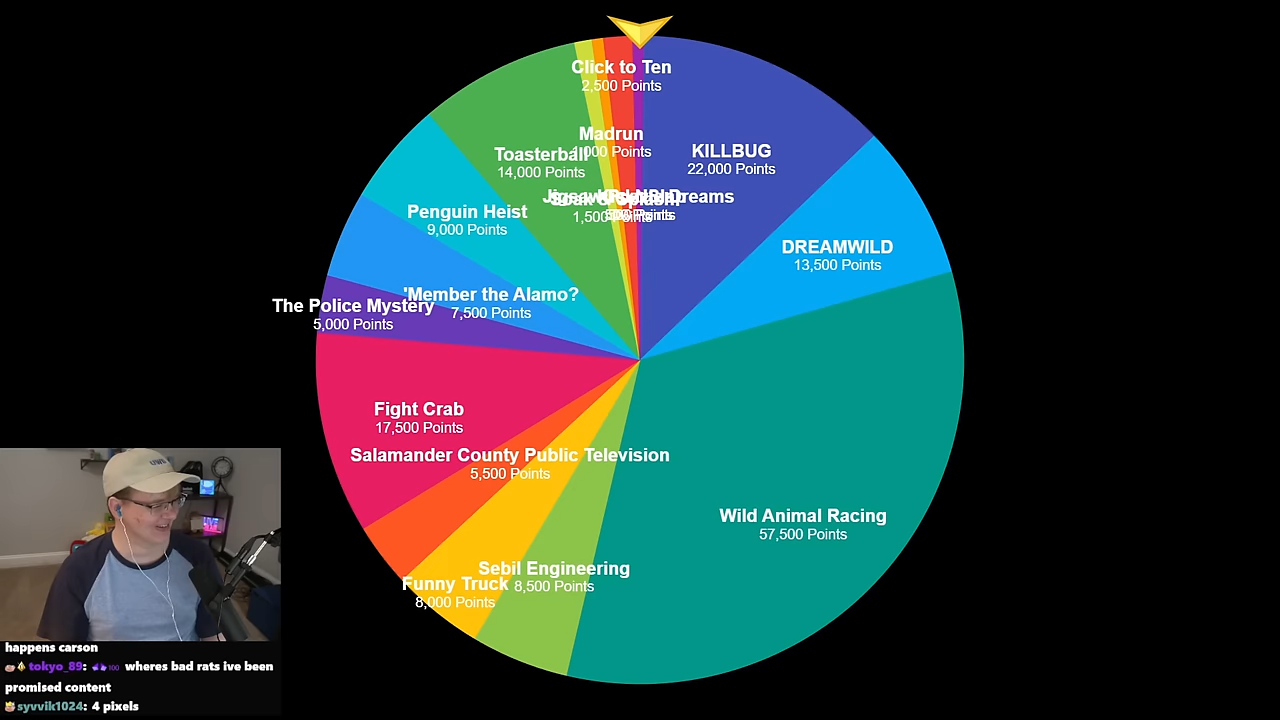 Click to Ten
2,500 Points
Madrun
Points
KILLBUG
22,000 Points
Toasterball
14,000 Points
Dreams
1,500
Penguin Heist
9,000 Points
DREAMWILD
13,500 Points
'Member the Alamo?
7,500 Points
The Police Mystery
5,000 Points
Fight Crab
17,500 Points
Salamander County Public Television
5,500 Points
Wild Animal Racing
57,500 Points
Sebil Engineering
8,500 Points
Funny Truck
8,000 Points
happens carson
tokyo_89: wheres bad rats ive been
promised content
syvvik1024: 4 pixels